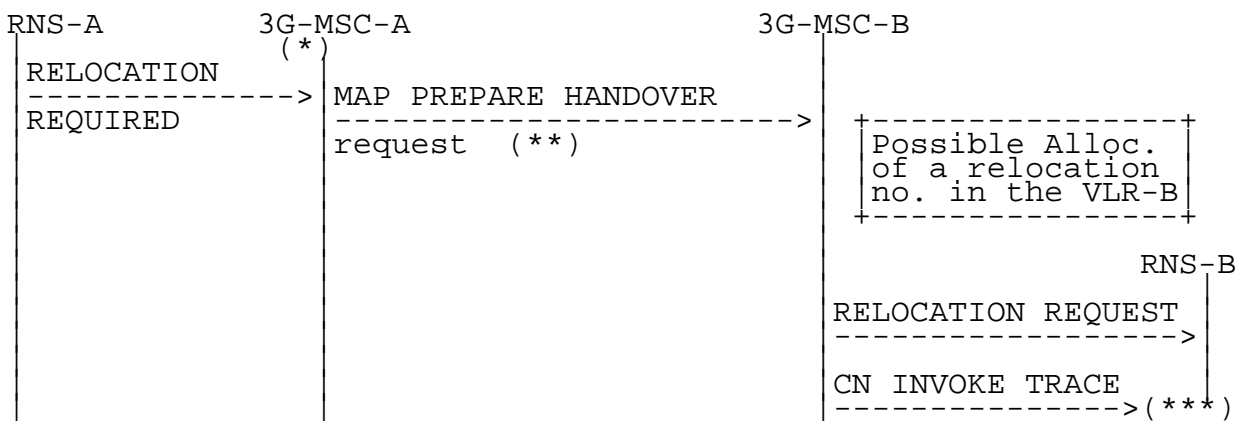 RNS-A 3G-MSC-A 3G-MSC-B
(*)
RELOCATION
REQUIRED
MAP PREPARE HANDOVER
request (**)
Possible Alloc.
of a relocation
no. in the VLR-B
RNS-B
RELOCATION REQUEST
CN INVOKE TRACE
(***)